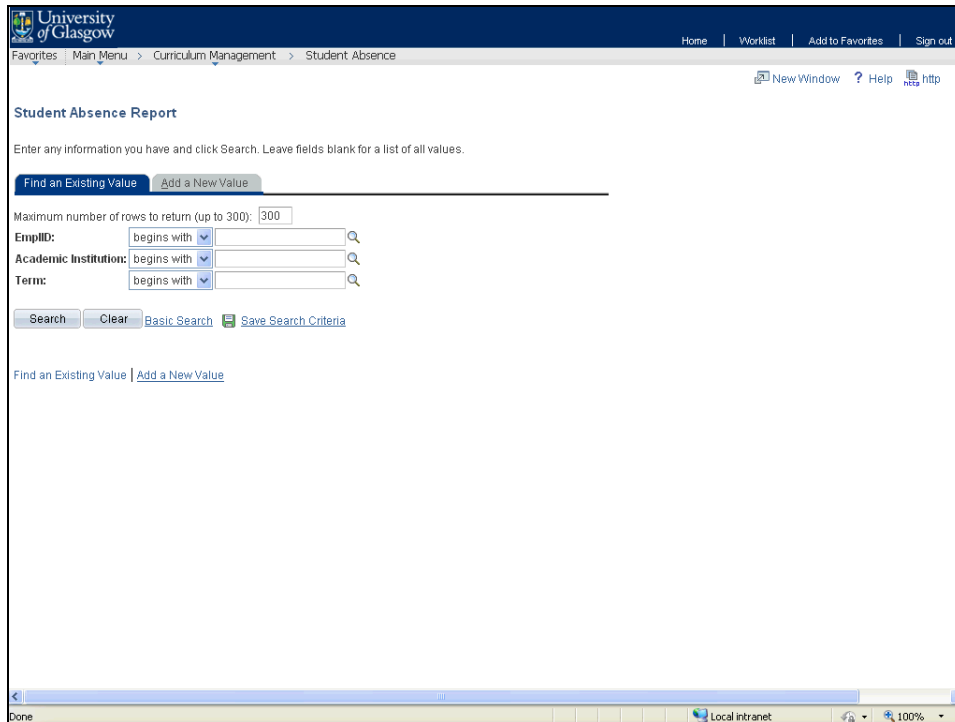 University
of Glasgow
Home | Worklist | Add to Favorites | Sign out
Favorites Main Menu > Curriculum Management > Student Absence
New Window ? Help http http
Student Absence Report
Enter any information you have and click Search. Leave fields blank for a list of all values.
Find an Existing Value Add a New Value
Maximum number of rows to return (up to 300): 300
EmplID: begins with
Academic Institution: begins with
Term: begins with
Search Clear Basic Search Save Search Criteria
Find an Existing Value | Add a New Value
Done Local intranet 100%